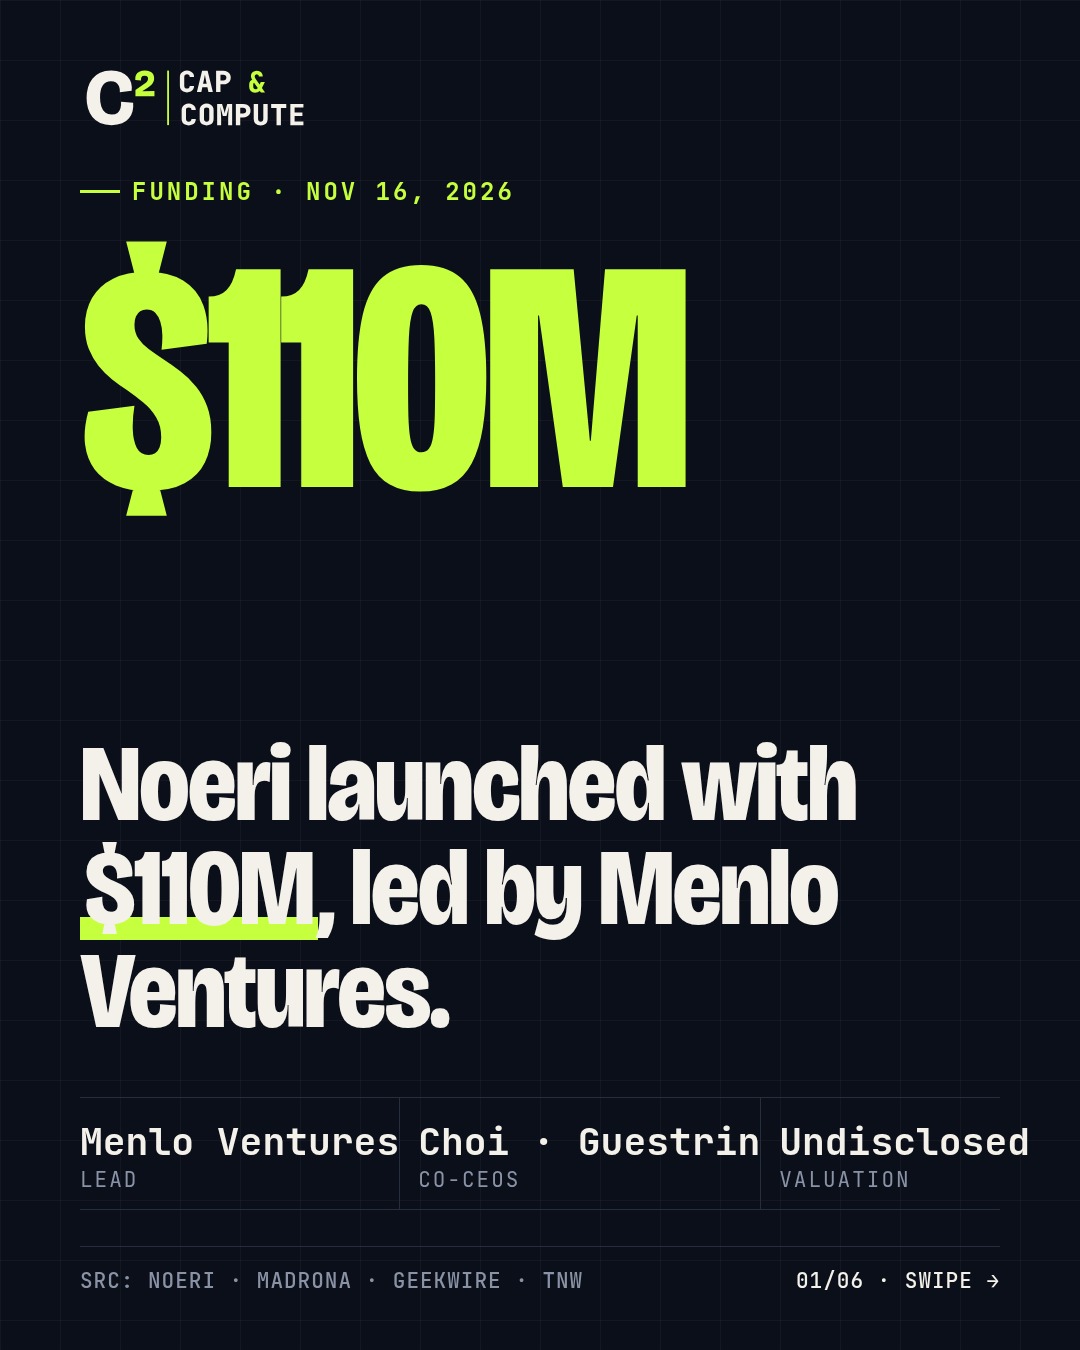 C² CAP &
COMPUTE
FUNDING · NOV 16, 2026
$110M
Noeri launched with
$110M, led by Menlo
Ventures.
Menlo Ventures Choi · Guestrin Undisclosed
LEAD CO-CEOS VALUATION
SRC: NOERI · MADRONA · GEEKWIRE · TNW 01/06 · SWIPE →